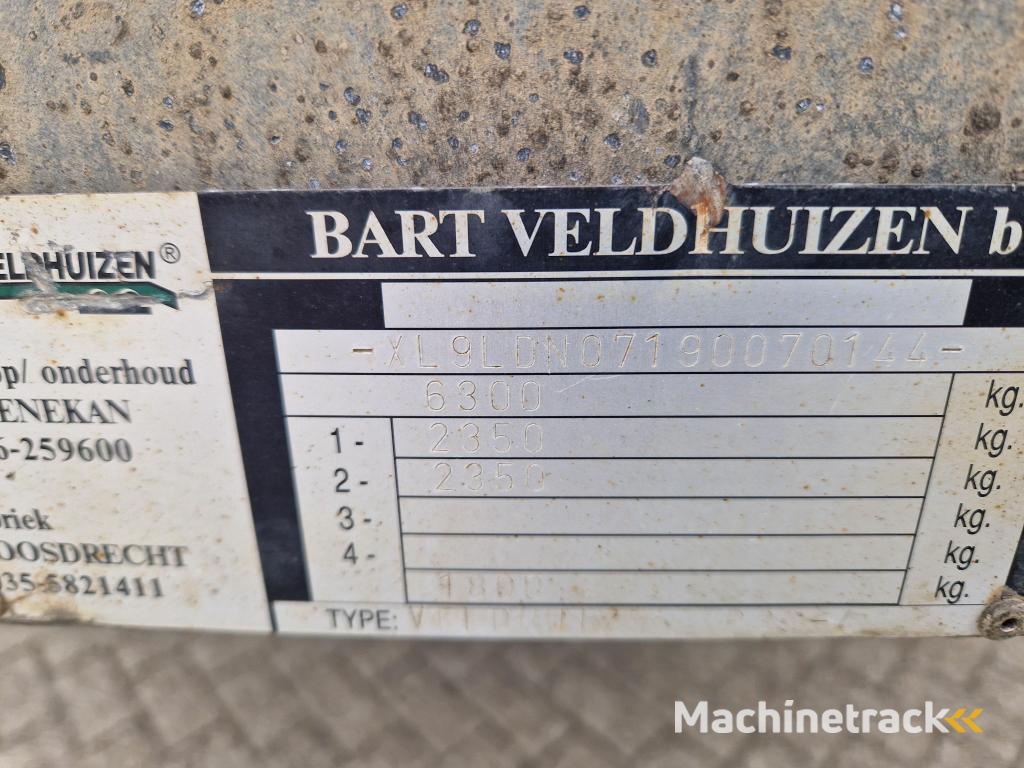 BART VELDHUIZEN b
ELDHUIZEN®
-XL9LDN07190070144-
6300 kg.
1- 2350 kg.
2- 2350 kg.
3- kg.
4- kg.
1800 kg.
TYPE:
op/ onderhoud
ENEKAN
6-259600
riek
OOSDRECHT
035-5821411
Machinetrack